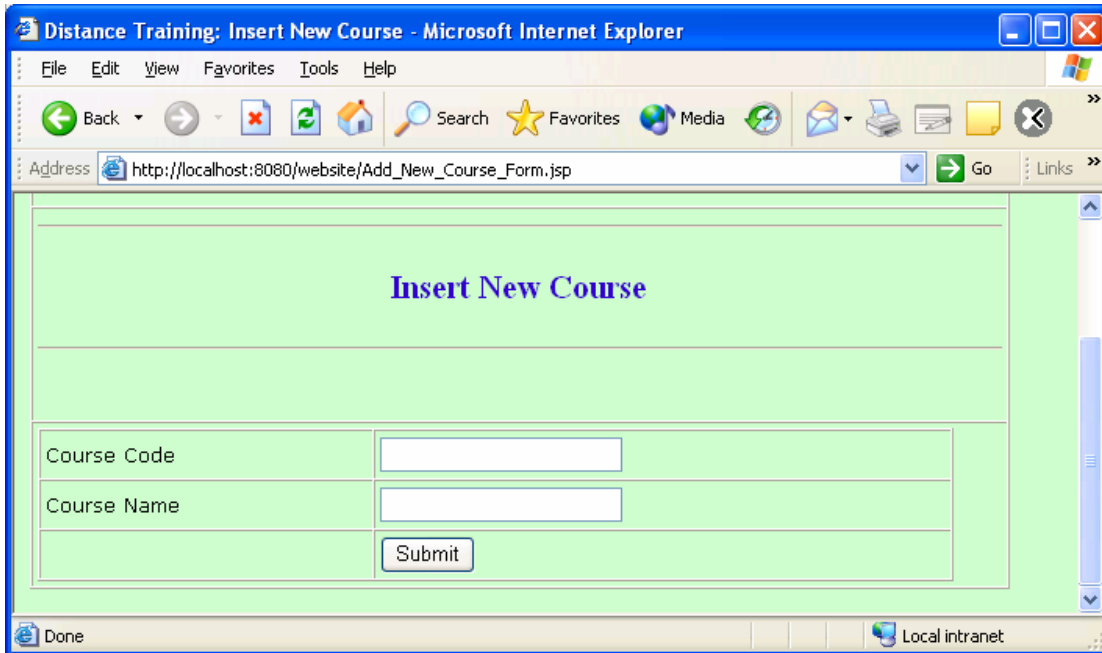 Distance Training: Insert New Course - Microsoft Internet Explorer
File Edit View Favorites Tools Help
Back Search Favorites Media
Address http://localhost:8080/website/Add_New_Course_Form.jsp Go Links »
Insert New Course
Course Code
Course Name
Submit
Done Local intranet